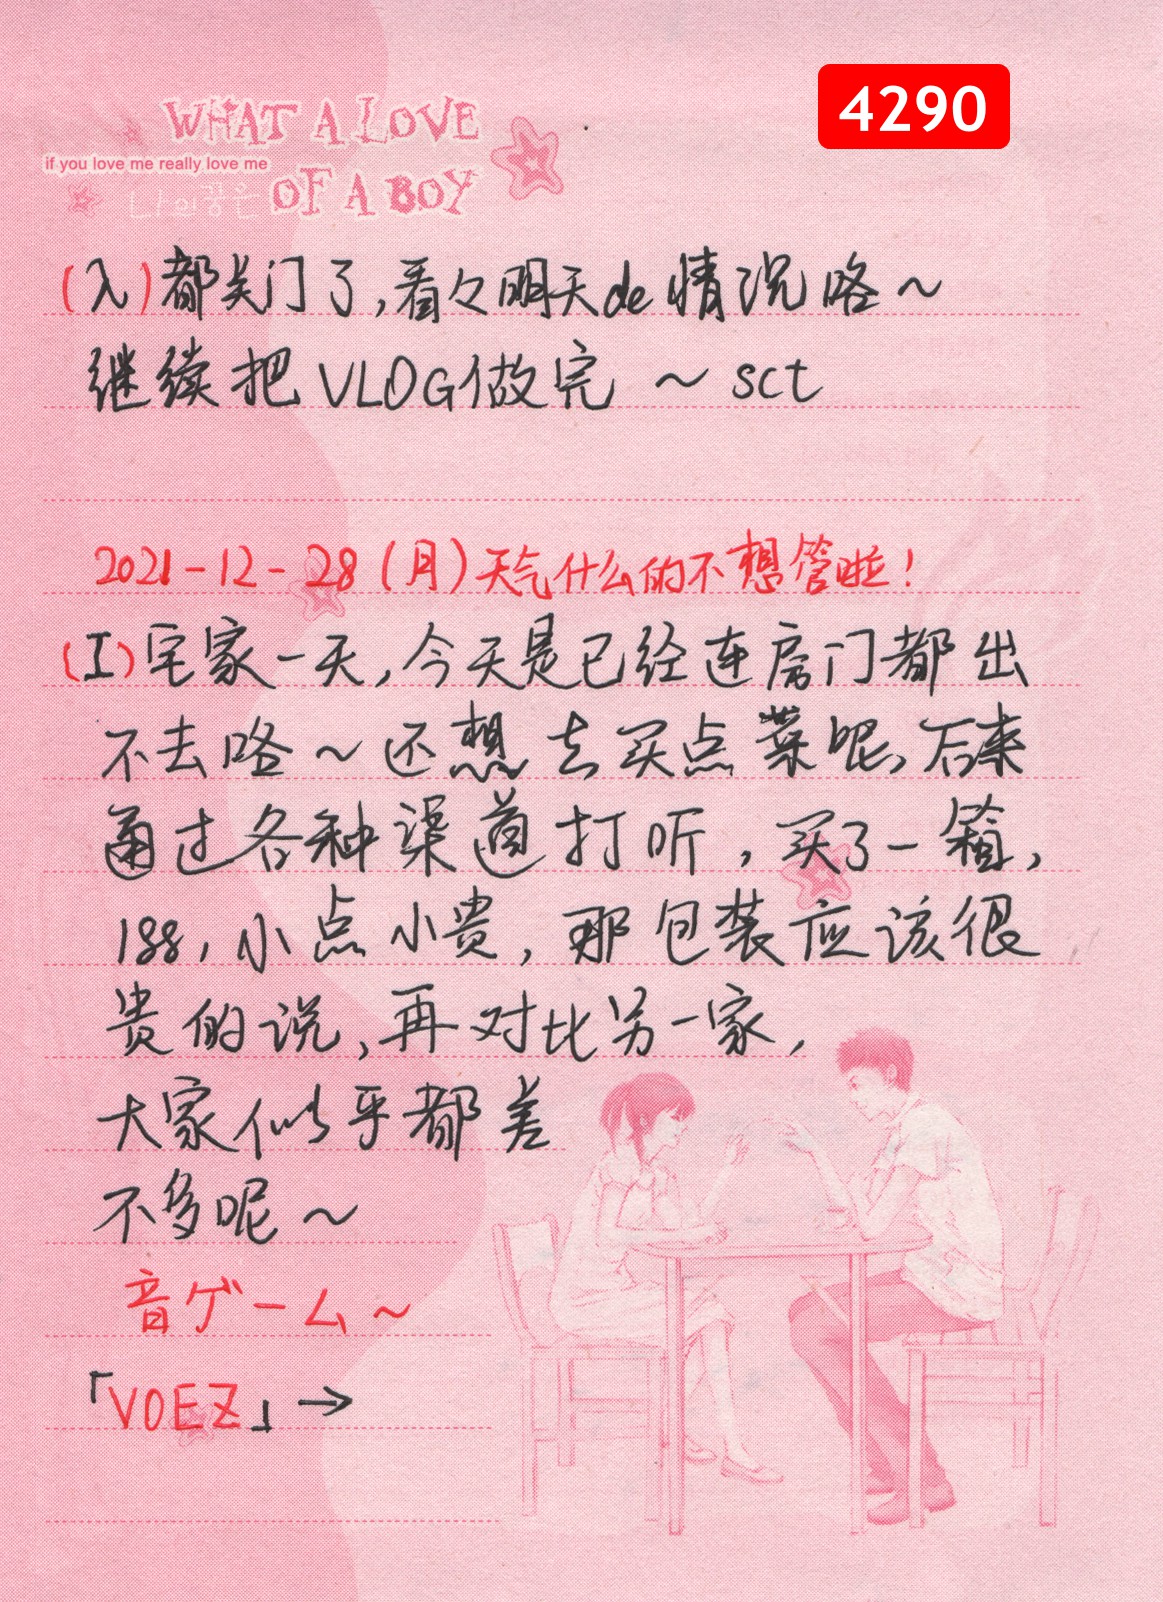 4290
WHAT A LOVE
if you love me really love me
나의꿈은 OF A BOY
(入)都关门了,看々明天de情况咯~
继续把VLOG做完 ~ sct
2021-12-28(月)天气什么的不想管啦!
(I)宅家一天,今天是已经连房门都出
不去咯~还想去买点菜呢,后来
通过各种渠道打听,买了一箱,
188,小点小贵,那包装应该很
贵的说,再对比另一家,
大家似乎都差
不多呢~
音ゲーム~
「VOEZ」→